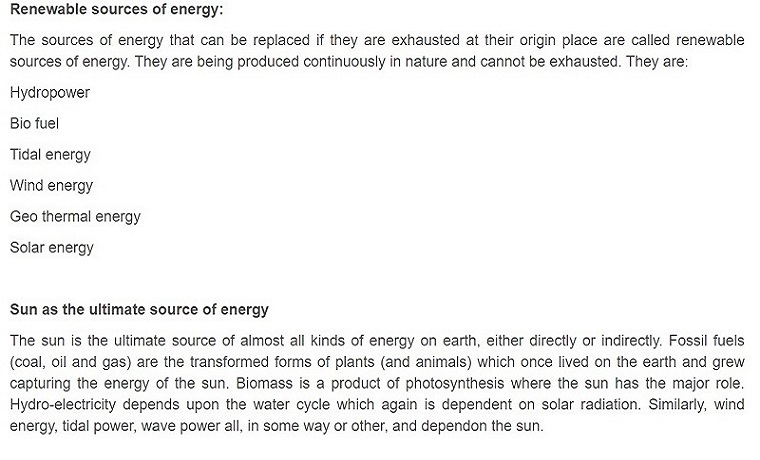 Renewable sources of energy:
The sources of energy that can be replaced if they are exhausted at their origin place are called renewable
sources of energy. They are being produced continuously in nature and cannot be exhausted. They are:
Hydropower
Bio fuel
Tidal energy
Wind energy
Geo thermal energy
Solar energy
Sun as the ultimate source of energy
The sun is the ultimate source of almost all kinds of energy on earth, either directly or indirectly. Fossil fuels
(coal, oil and gas) are the transformed forms of plants (and animals) which once lived on the earth and grew
capturing the energy of the sun. Biomass is a product of photosynthesis where the sun has the major role.
Hydro-electricity depends upon the water cycle which again is dependent on solar radiation. Similarly, wind
energy, tidal power, wave power all, in some way or other, and dependon the sun.